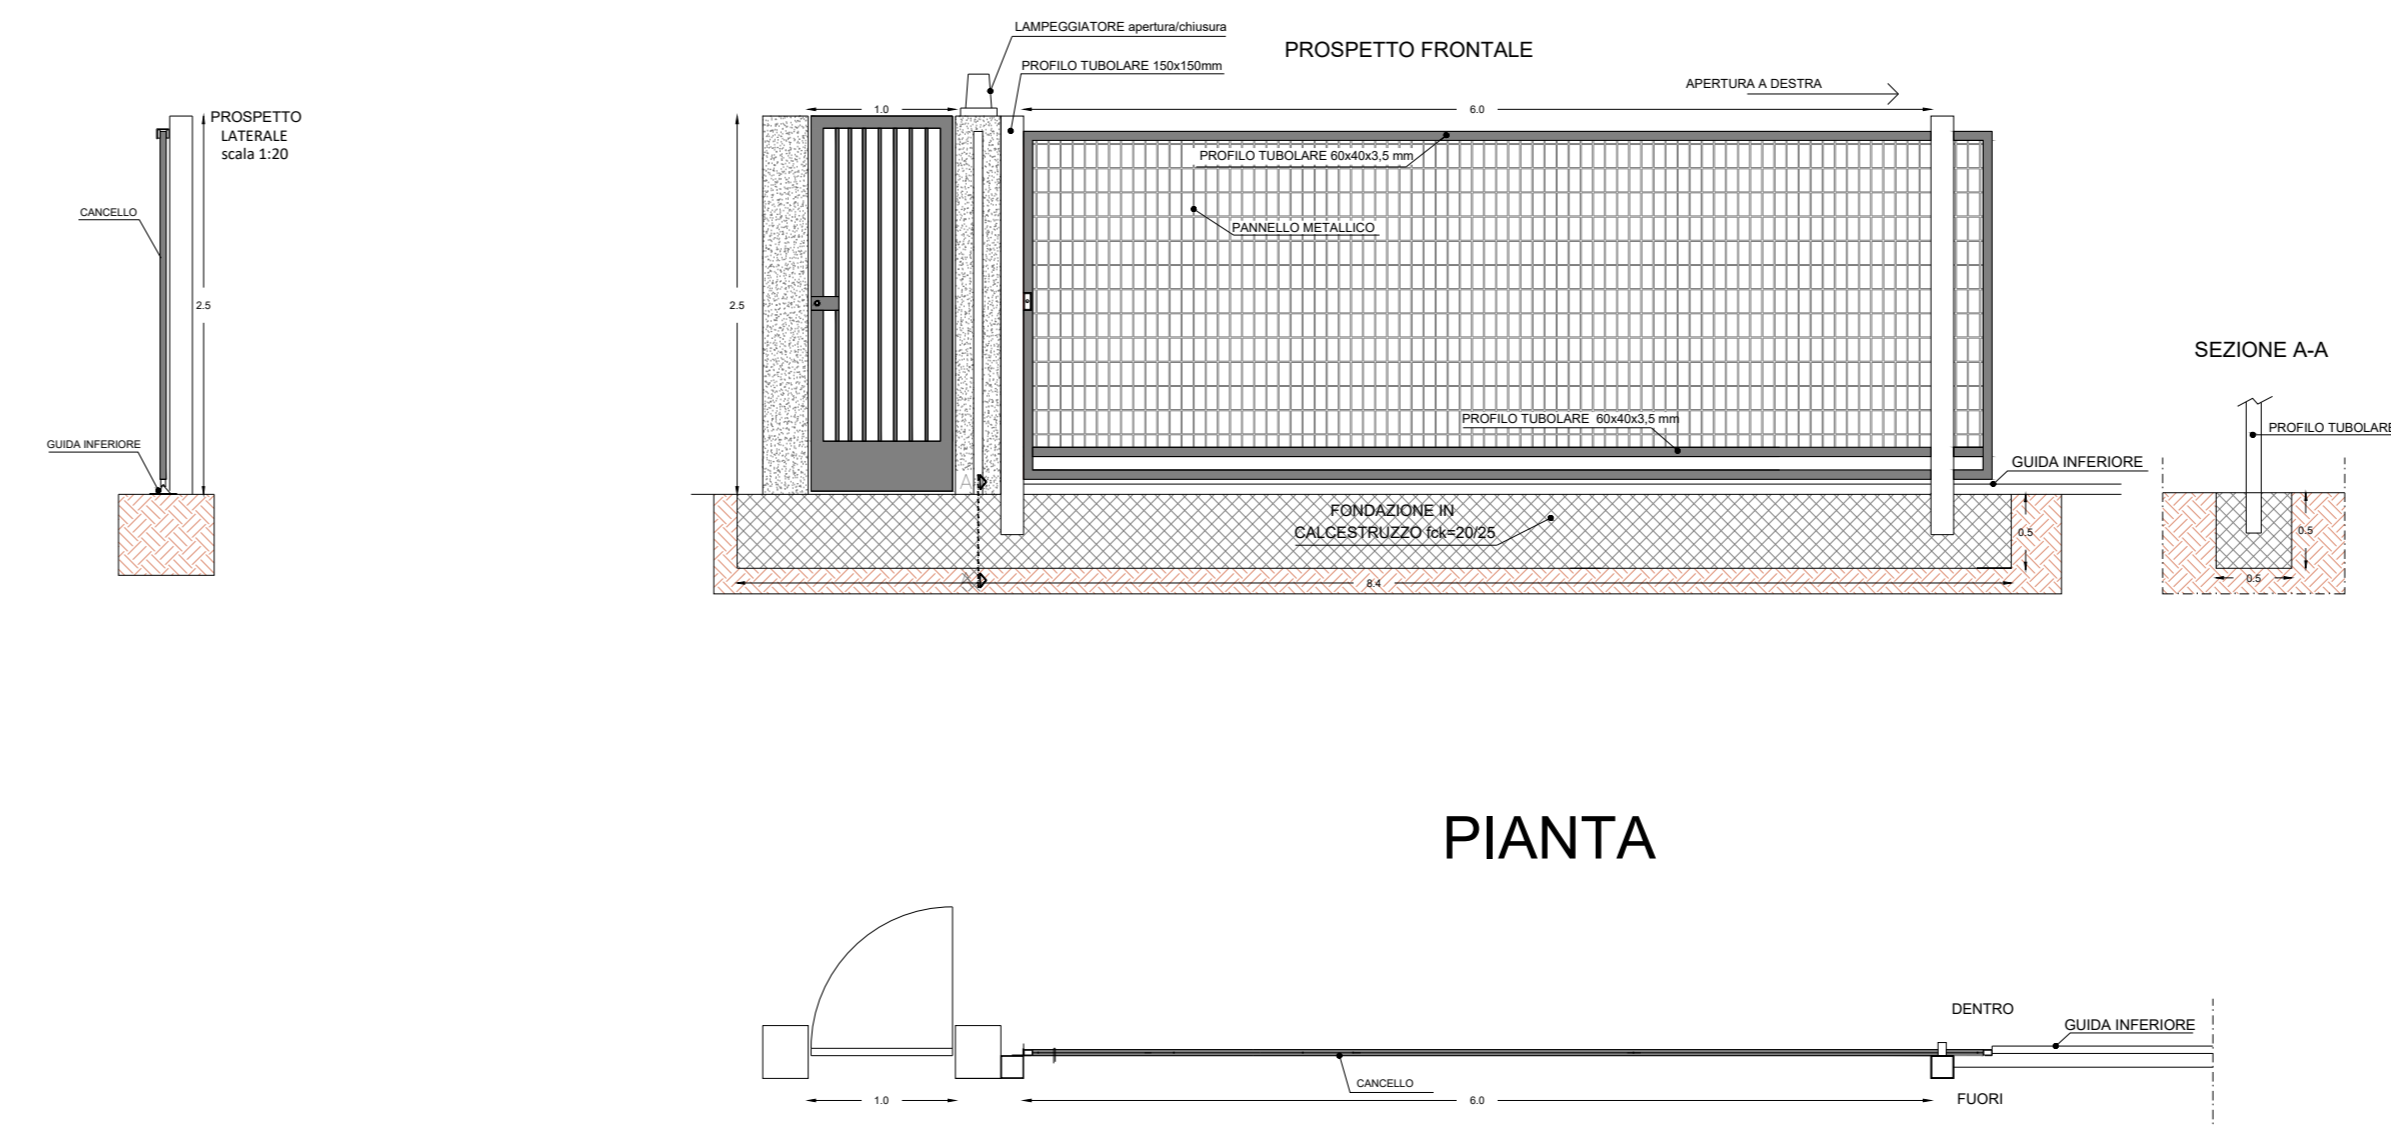 LAMPEGGIATORE apertura/chiusura
PROSPETTO FRONTALE
PROFILO TUBOLARE 150x150mm
APERTURA A DESTRA
1.0
6.0
PROSPETTO
LATERALE
scala 1:20
PROFILO TUBOLARE 60x40x3,5 mm
CANCELLO
PANNELLO METALLICO
2.5
2.5
SEZIONE A-A
PROFILO TUBOLARE 60x40x3,5 mm
PROFILO TUBOLARE
GUIDA INFERIORE
GUIDA INFERIORE
A
FONDAZIONE IN
CALCESTRUZZO fck=20/25
0.5
0.5
0.5
8.4
A
PIANTA
DENTRO
GUIDA INFERIORE
CANCELLO
FUORI
1.0
6.0